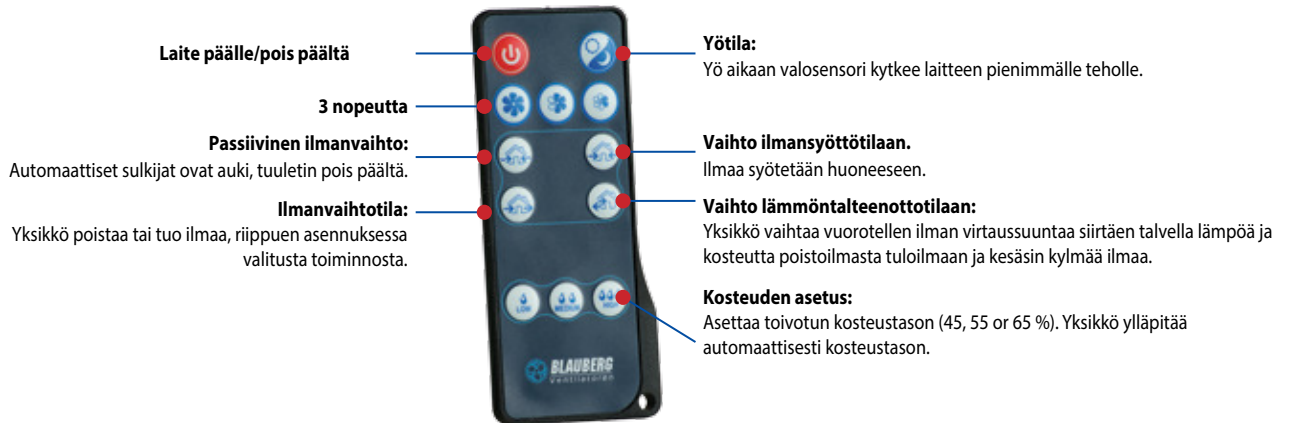 Laite päälle/pois päältä
3 nopeutta
Passiivinen ilmanvaihto:
Automaattiset sulkijat ovat auki, tuuletin pois päältä.
Ilmanvaihtotila:
Yksikkö poistaa tai tuo ilmaa, riippuen asennuksessa
valitusta toiminnosta.
Yötila:
Yö aikaan valosensori kytkee laitteen pienimmälle teholle.
Vaihto ilmansyöttötilaan.
Ilmaa syötetään huoneeseen.
Vaihto lämmöntalteenottotilaan:
Yksikkö vaihtaa vuorotellen ilman virtaussuuntaa siirtäen talvella lämpöä ja
kosteutta poistoilmasta tuloilmaan ja kesäsin kylmää ilmaa.
Kosteuden asetus:
Asettaa toivotun kosteustason (45, 55 or 65 %). Yksikkö ylläpitää
automaattisesti kosteustason.
LOW MEDIUM HIGH
BLAUBERG
Ventilatoren